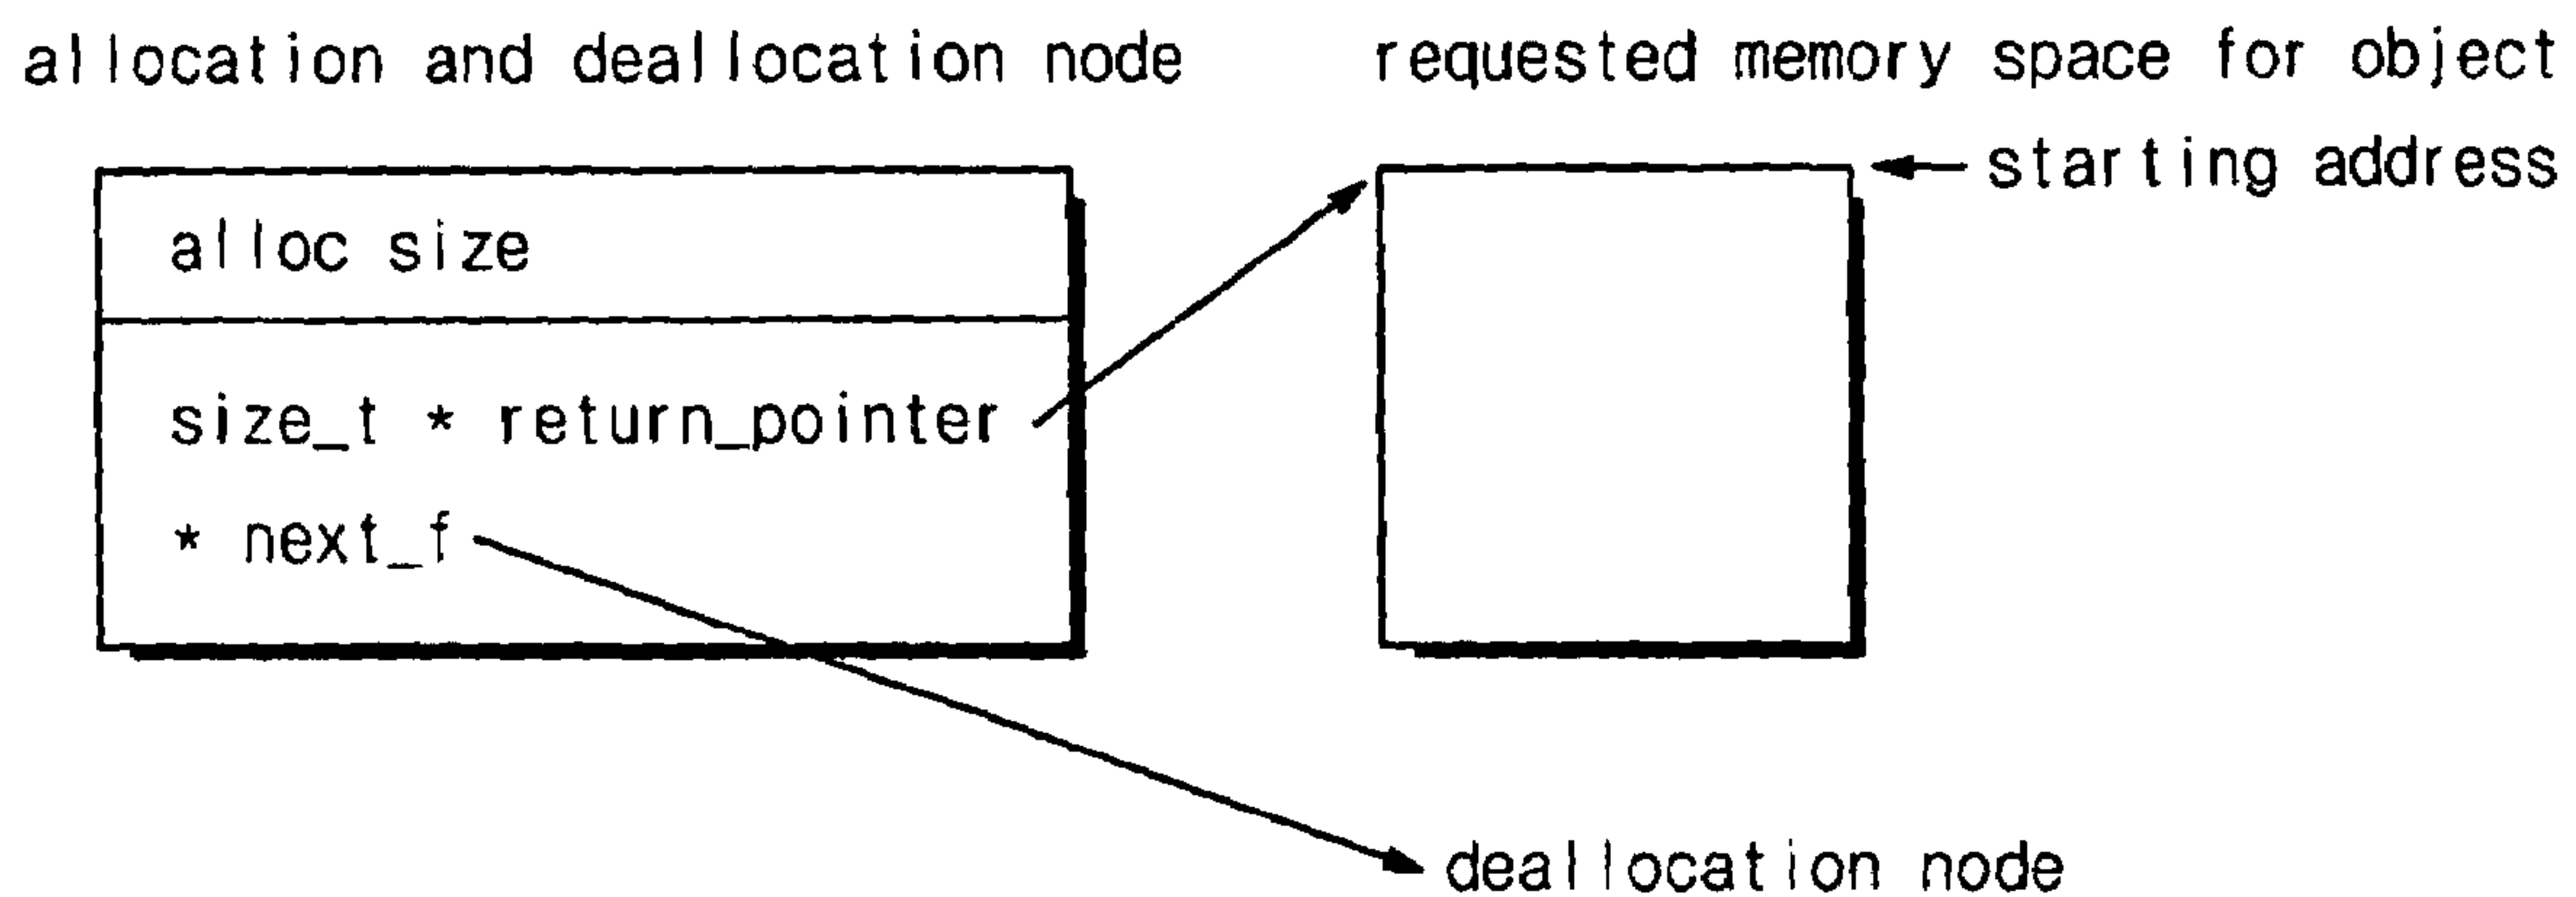 allocation and deallocation node
requested memory space for object
starting address
alloc size
size_t * return_pointer
* next_f
deallocation node